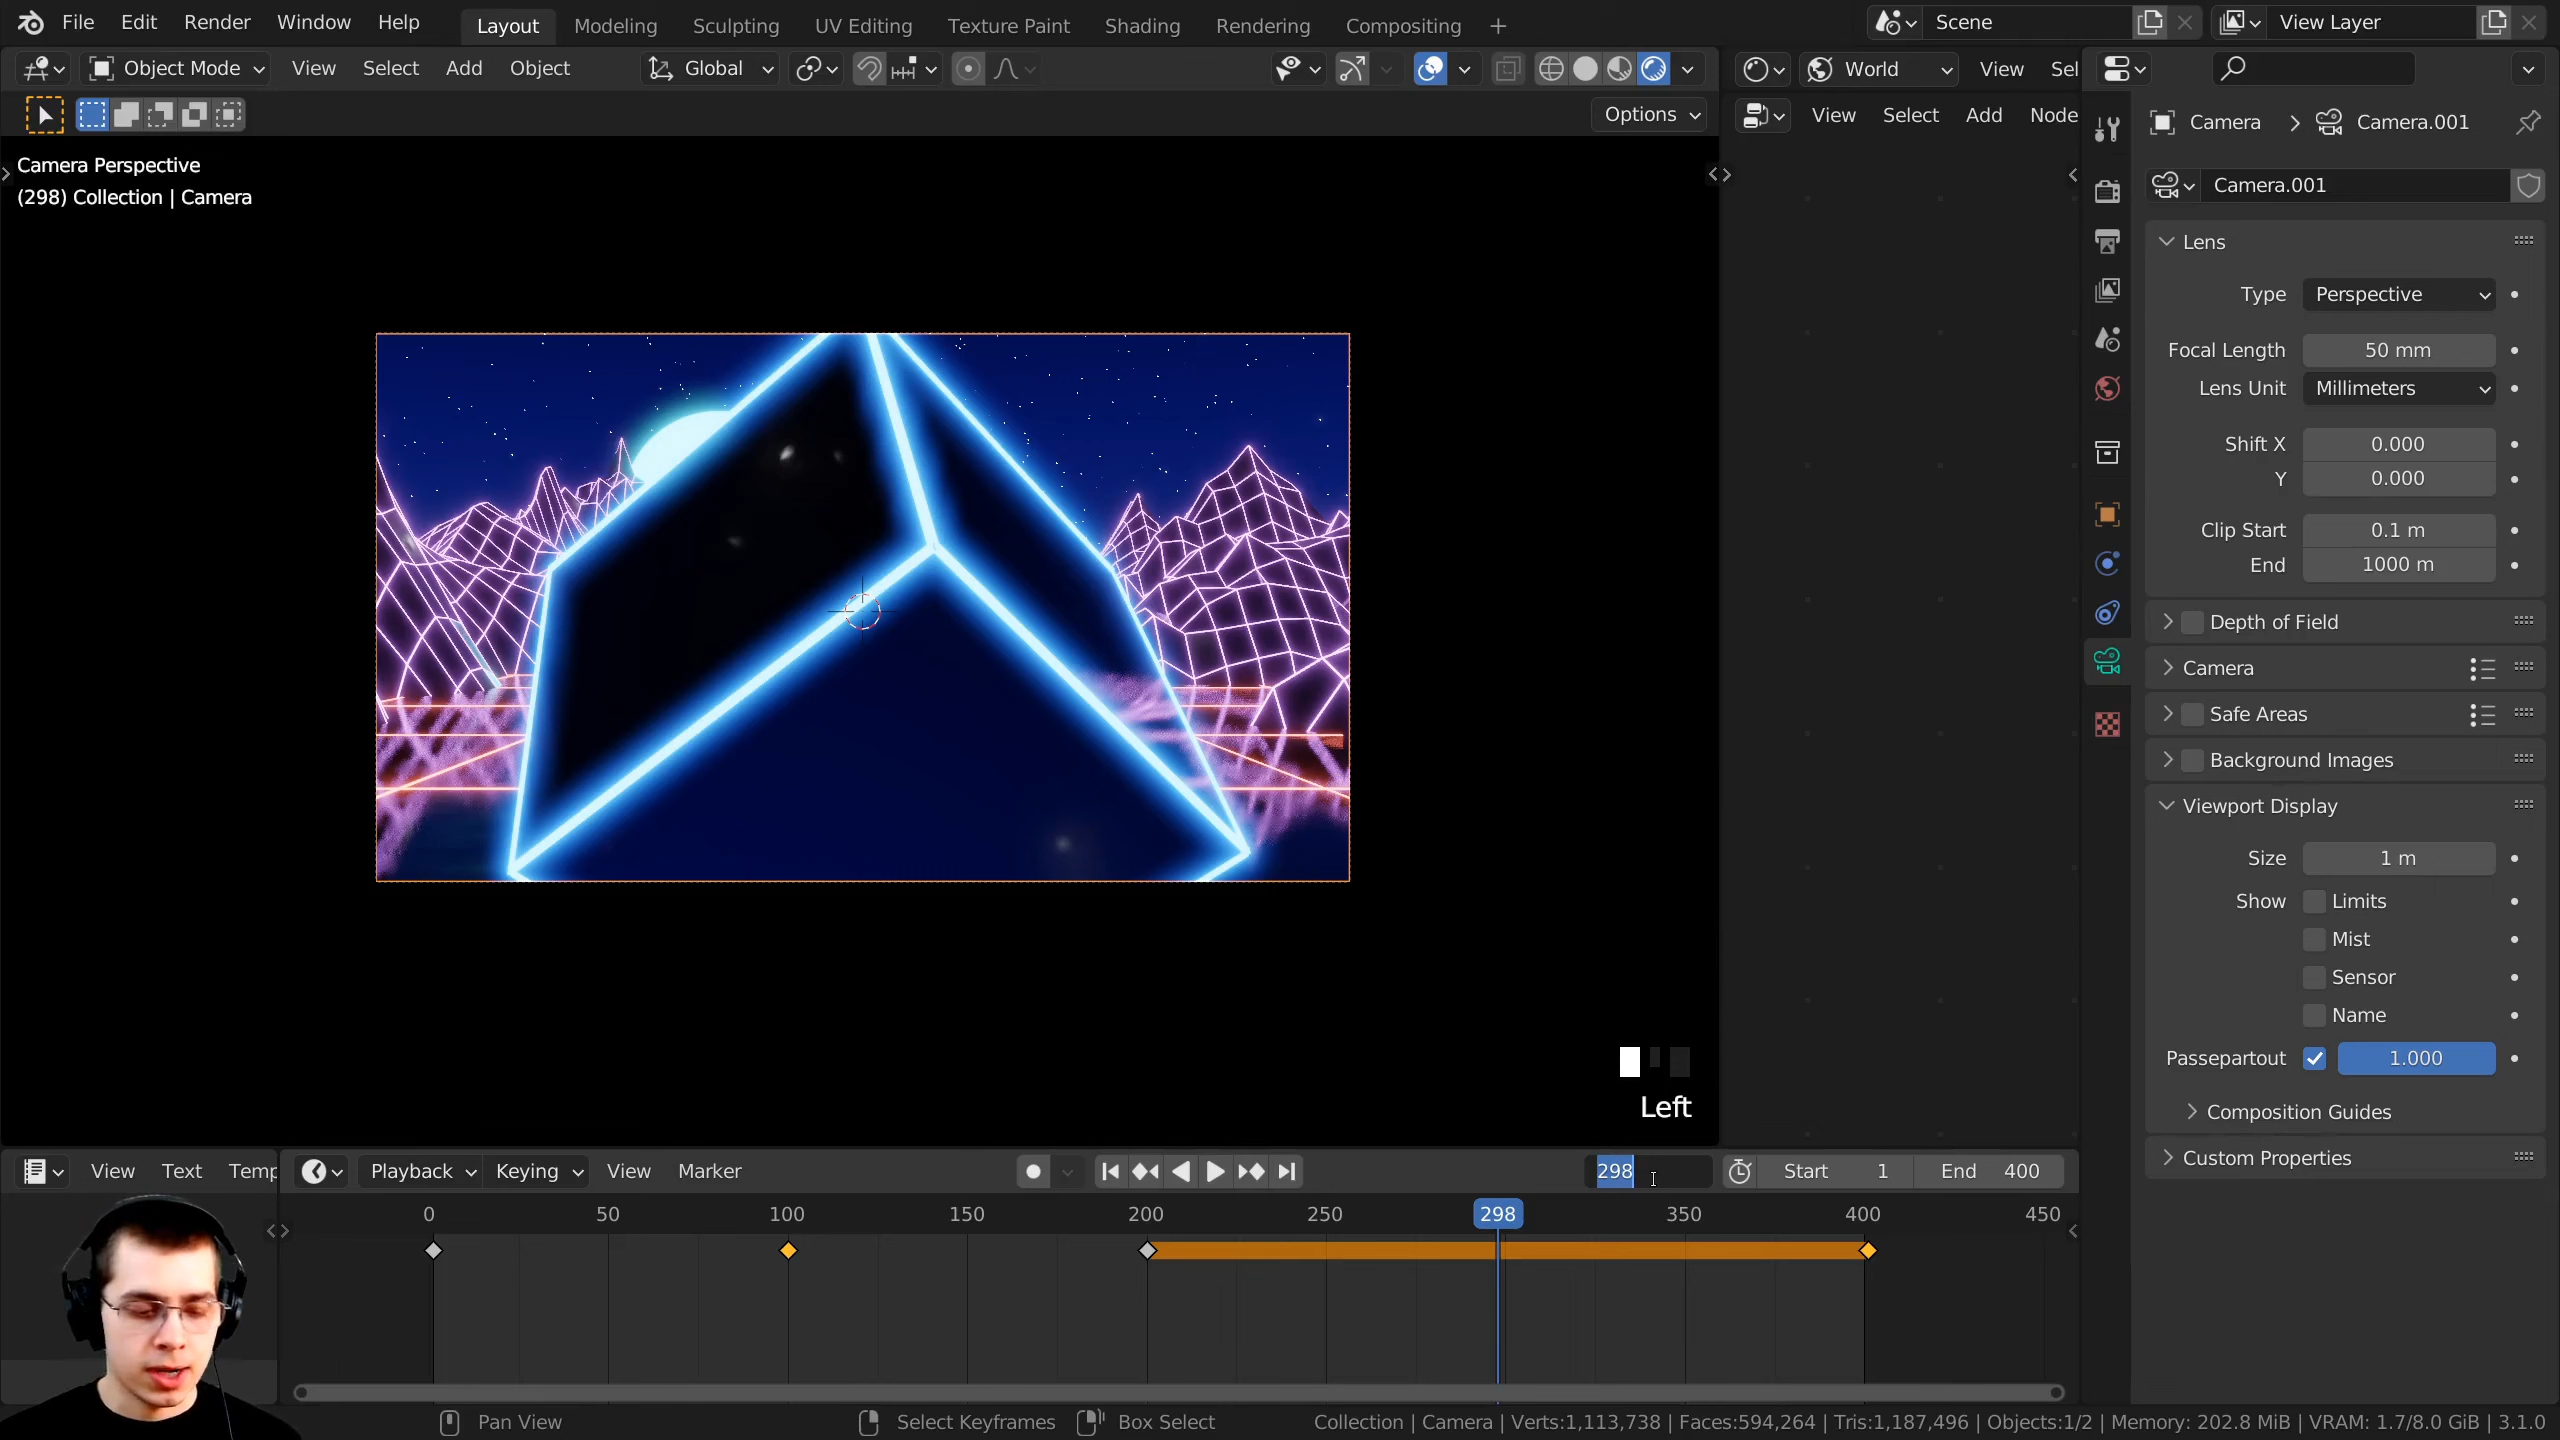 File Edit Render Window Help Layout Modeling Sculpting UV Editing Texture Paint Shading Rendering Compositing + Scene View Layer
Object Mode View Select Add Object Global World View Sel
Options View Select Add Node
Camera Perspective
(298) Collection | Camera
Camera > Camera.001
Camera.001
Lens
Type Perspective
Focal Length 50 mm
Lens Unit Millimeters
Shift X 0.000
Y 0.000
Clip Start 0.1 m
End 1000 m
Depth of Field
Camera
Safe Areas
Background Images
Viewport Display
Size 1 m
Show Limits
Mist
Sensor
Name
Passepartout 1.000
Composition Guides
Custom Properties
Left
View Text Temp Playback Keying View Marker 298 Start 1 End 400
0 50 100 150 200 250 298 350 400 450
Pan View Select Keyframes Box Select Collection | Camera | Verts:1,113,738 | Faces:594,264 | Tris:1,187,496 | Objects:1/2 | Memory: 202.8 MiB | VRAM: 1.7/8.0 GiB | 3.1.0